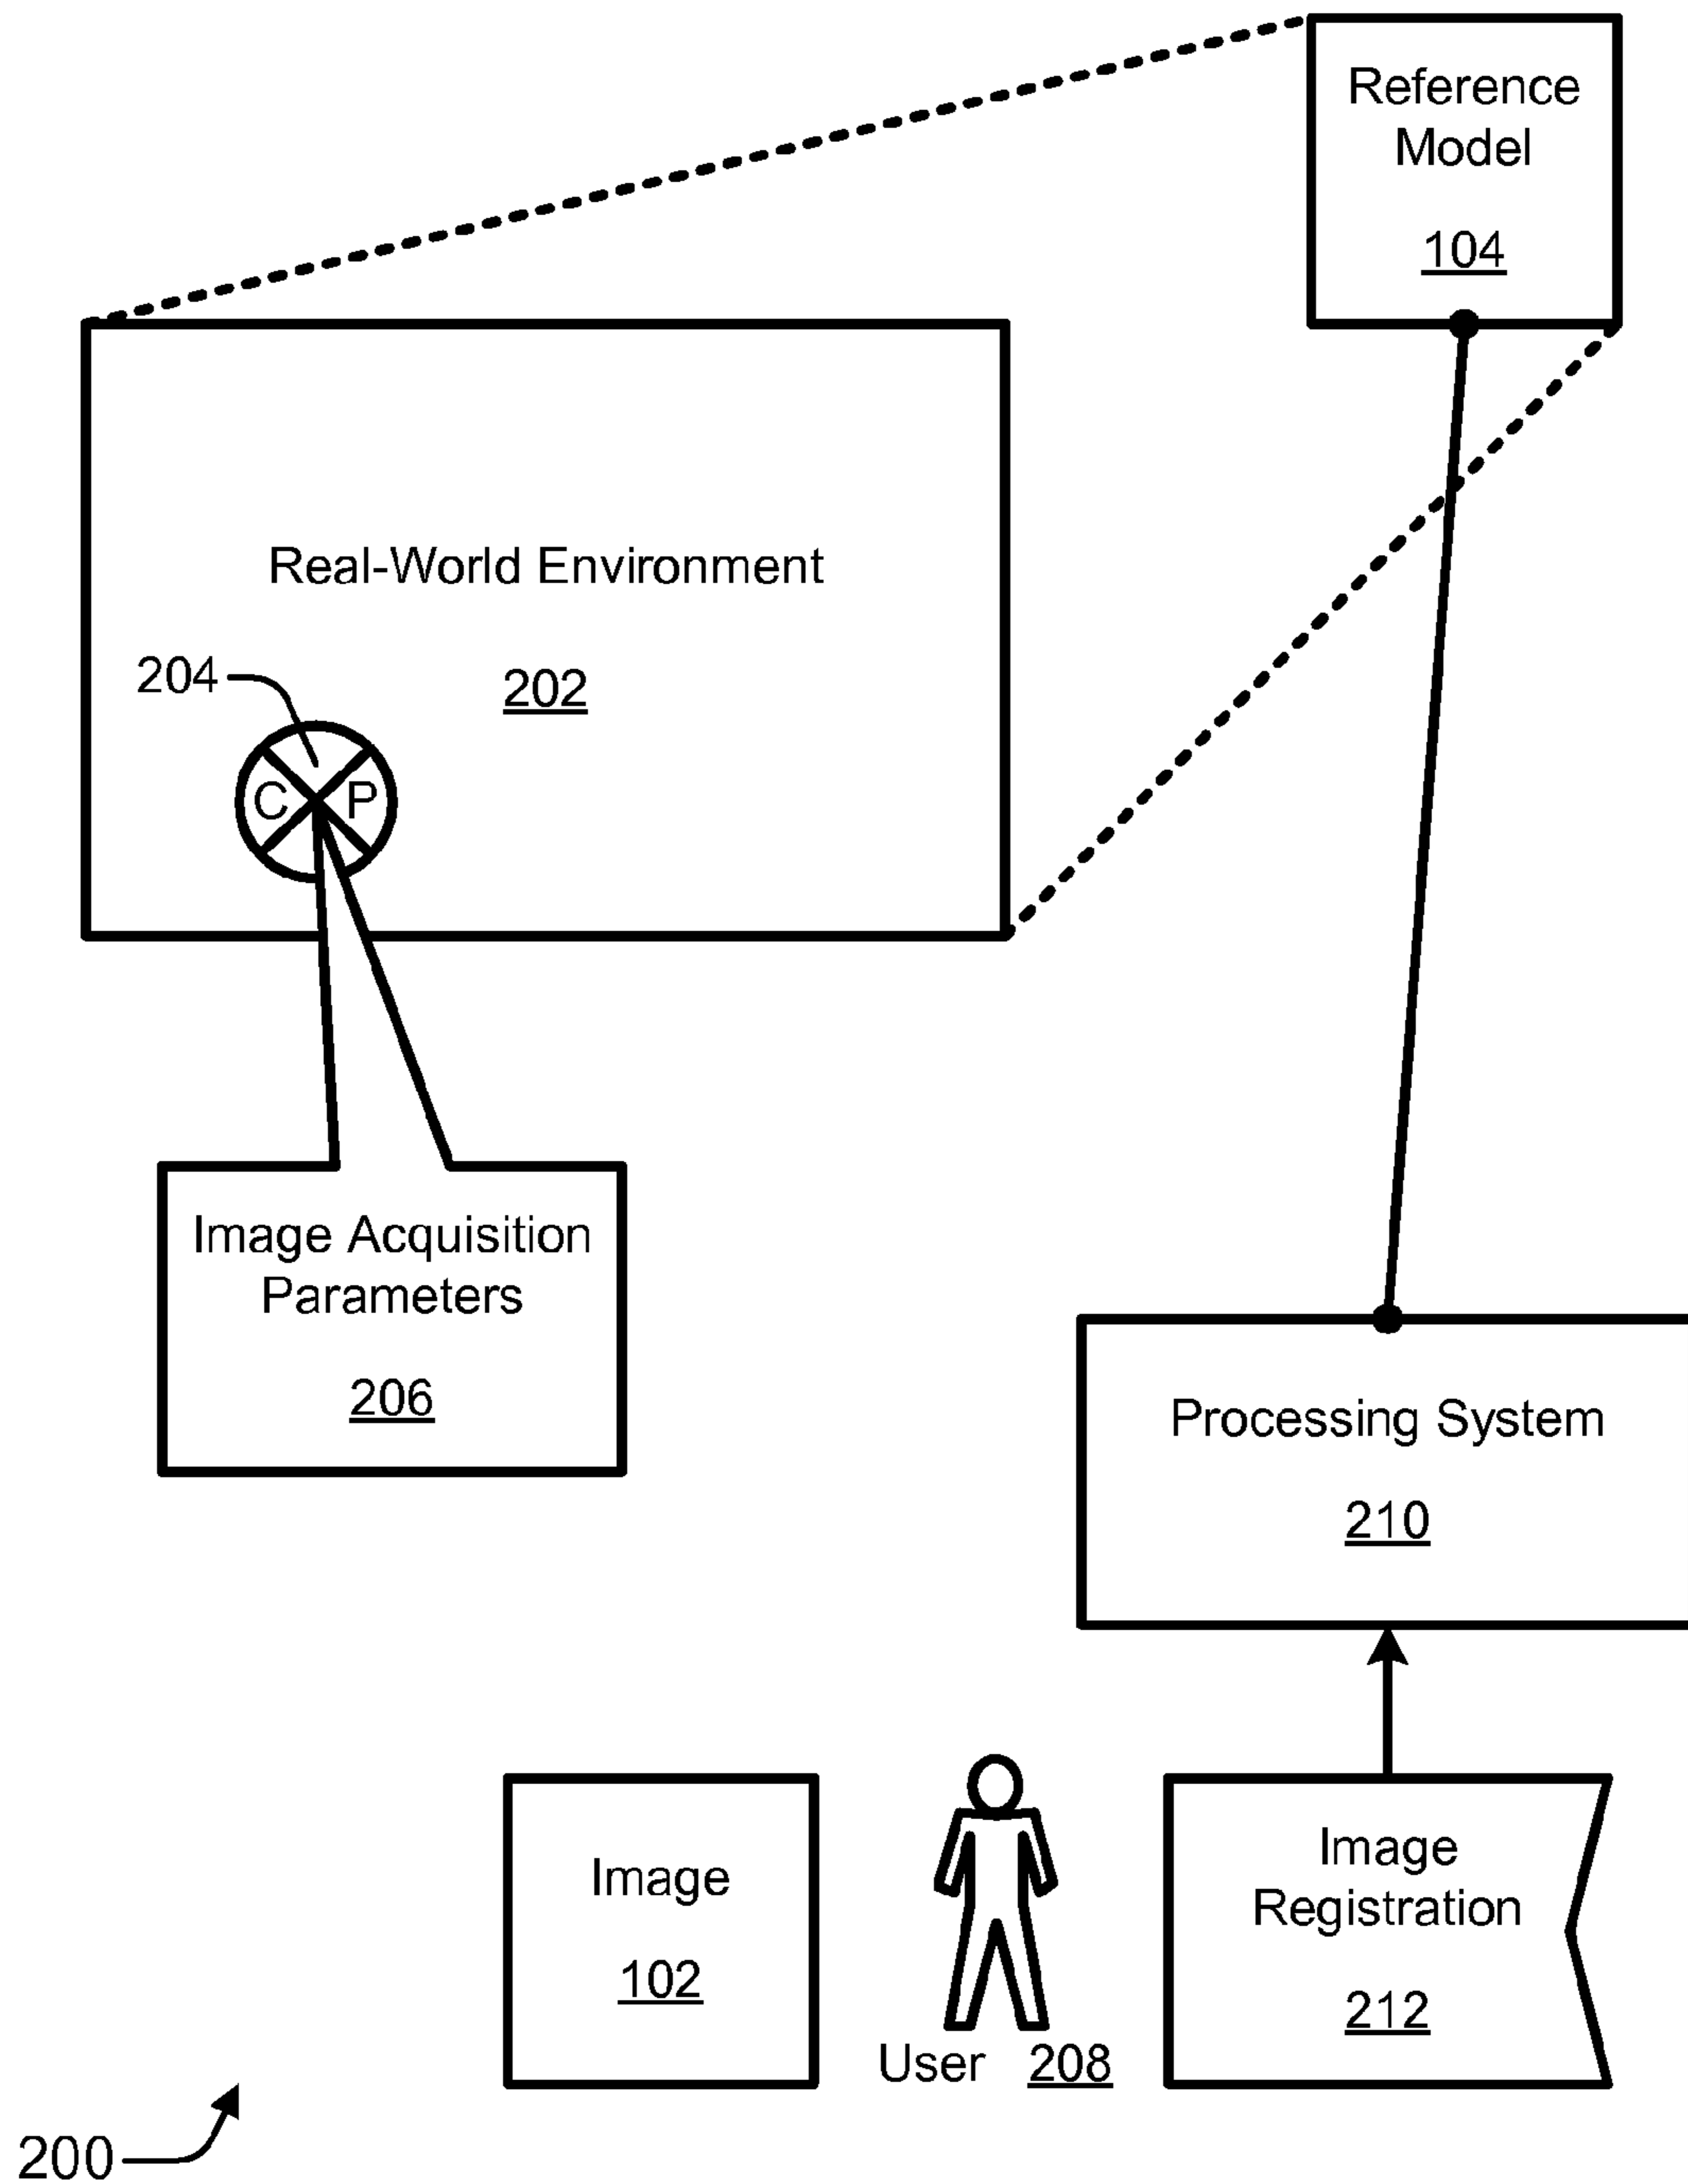 Reference
Model
104
Real-World Environment
202
204
C P
Image Acquisition
Parameters
206
Processing System
210
Image
102
User 208
Image
Registration
212
200